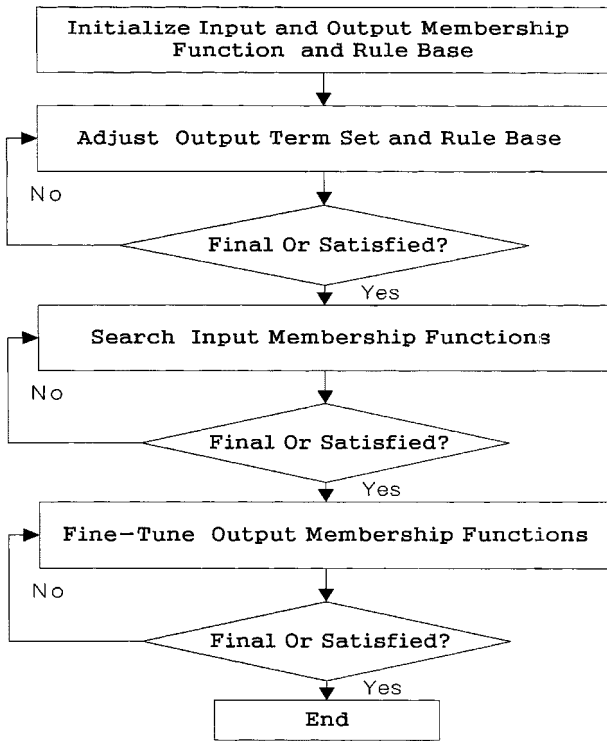 Initialize Input and Output Membership
Function and Rule Base
Adjust Output Term Set and Rule Base
No
Final Or Satisfied?
Yes
Search Input Membership Functions
No
Final Or Satisfied?
Yes
Fine-Tune Output Membership Functions
No
Final Or Satisfied?
Yes
End